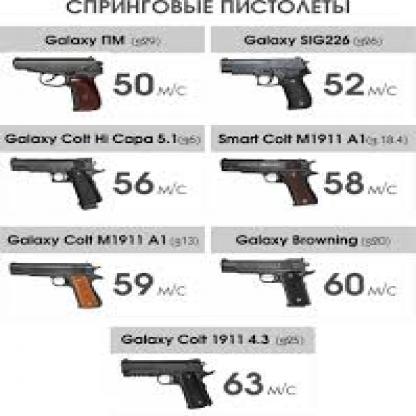 СПРИНГОВЫЕ ПИСТОЛЕТЫ
Galaxy ПМ (g29)
50 м/с
Galaxy SIG226 (g26)
52 м/с
Galaxy Colt Hi Capa 5.1 (g6)
56 м/с
Smart Colt M1911 A1 (g.18.4)
58 м/с
Galaxy Colt M1911 A1 (g13)
59 м/с
Galaxy Browning (g20)
60 м/с
Galaxy Colt 1911 4.3 (g25)
63 м/с